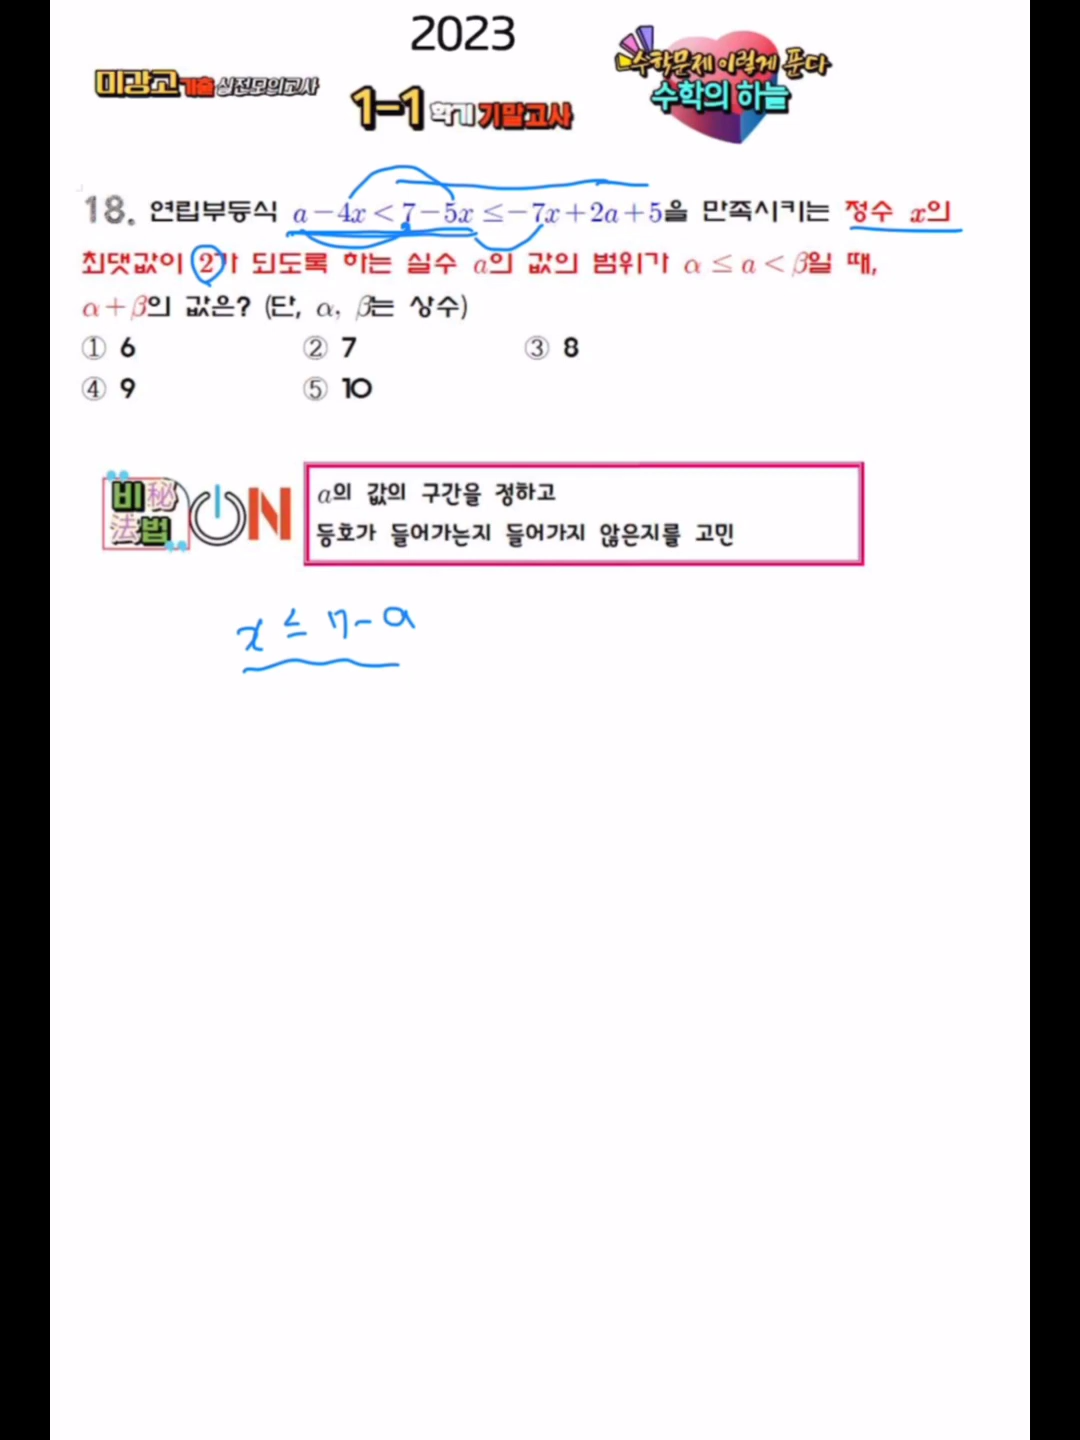 2023
미강고기출 실전모의고사
1-1 학기 기말고사
수학문제 이렇게 푼다
수학의 하늘
18. 연립부등식 a-4x<7-5x≤-7x+2a+5을 만족시키는 정수 x의
최댓값이 2가 되도록 하는 실수 a의 값의 범위가 α≤a<β일 때,
α+β의 값은? (단, α, β는 상수)
① 6 ② 7 ③ 8
④ 9 ⑤ 10
비秘
法법
ON
a의 값의 구간을 정하고
등호가 들어가는지 들어가지 않은지를 고민
x ≤ 7-a